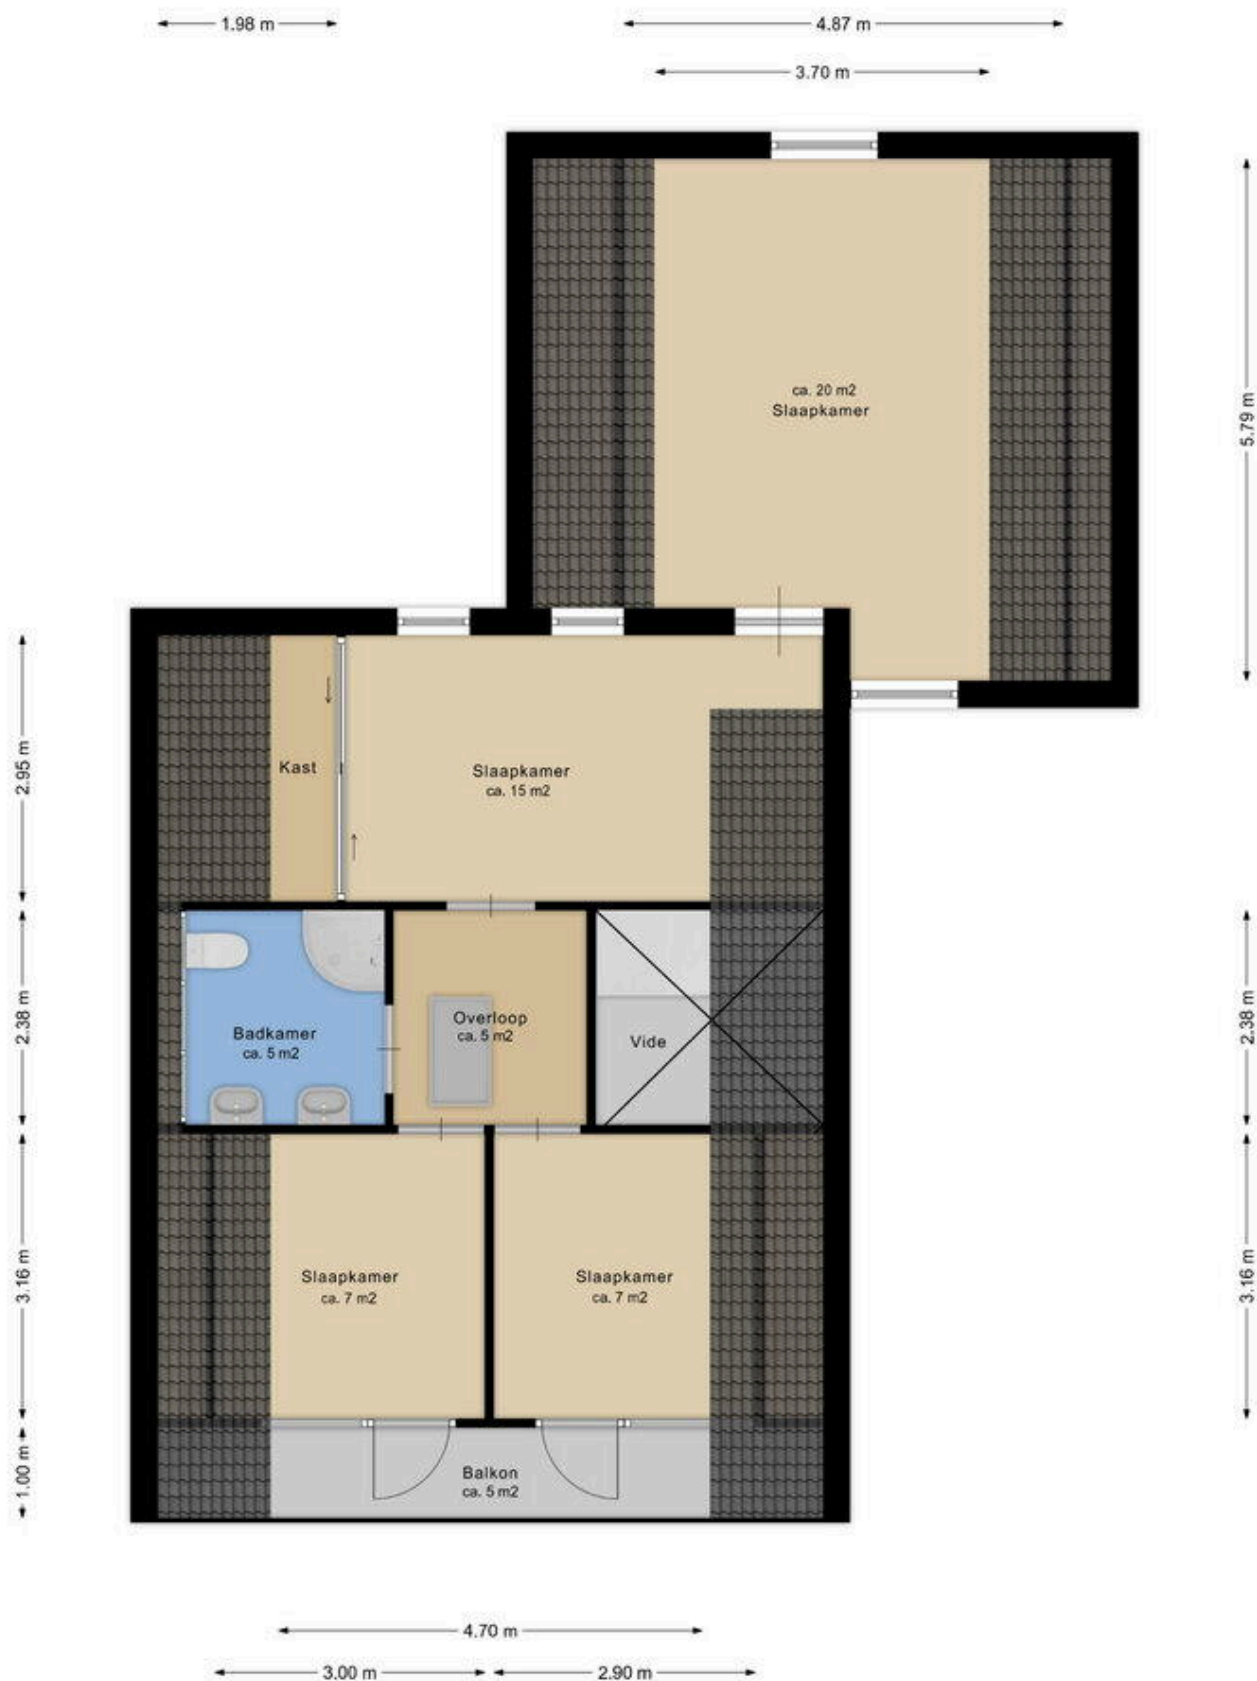 1.98 m
4.87 m
3.70 m
ca. 20 m2
Slaapkamer
5.79 m
2.95 m
Kast
Slaapkamer
ca. 15 m2
2.38 m
Badkamer
ca. 5 m2
Overloop
ca. 5 m2
Vide
2.38 m
3.16 m
Slaapkamer
ca. 7 m2
Slaapkamer
ca. 7 m2
3.16 m
1.00 m
Balkon
ca. 5 m2
4.70 m
3.00 m
2.90 m